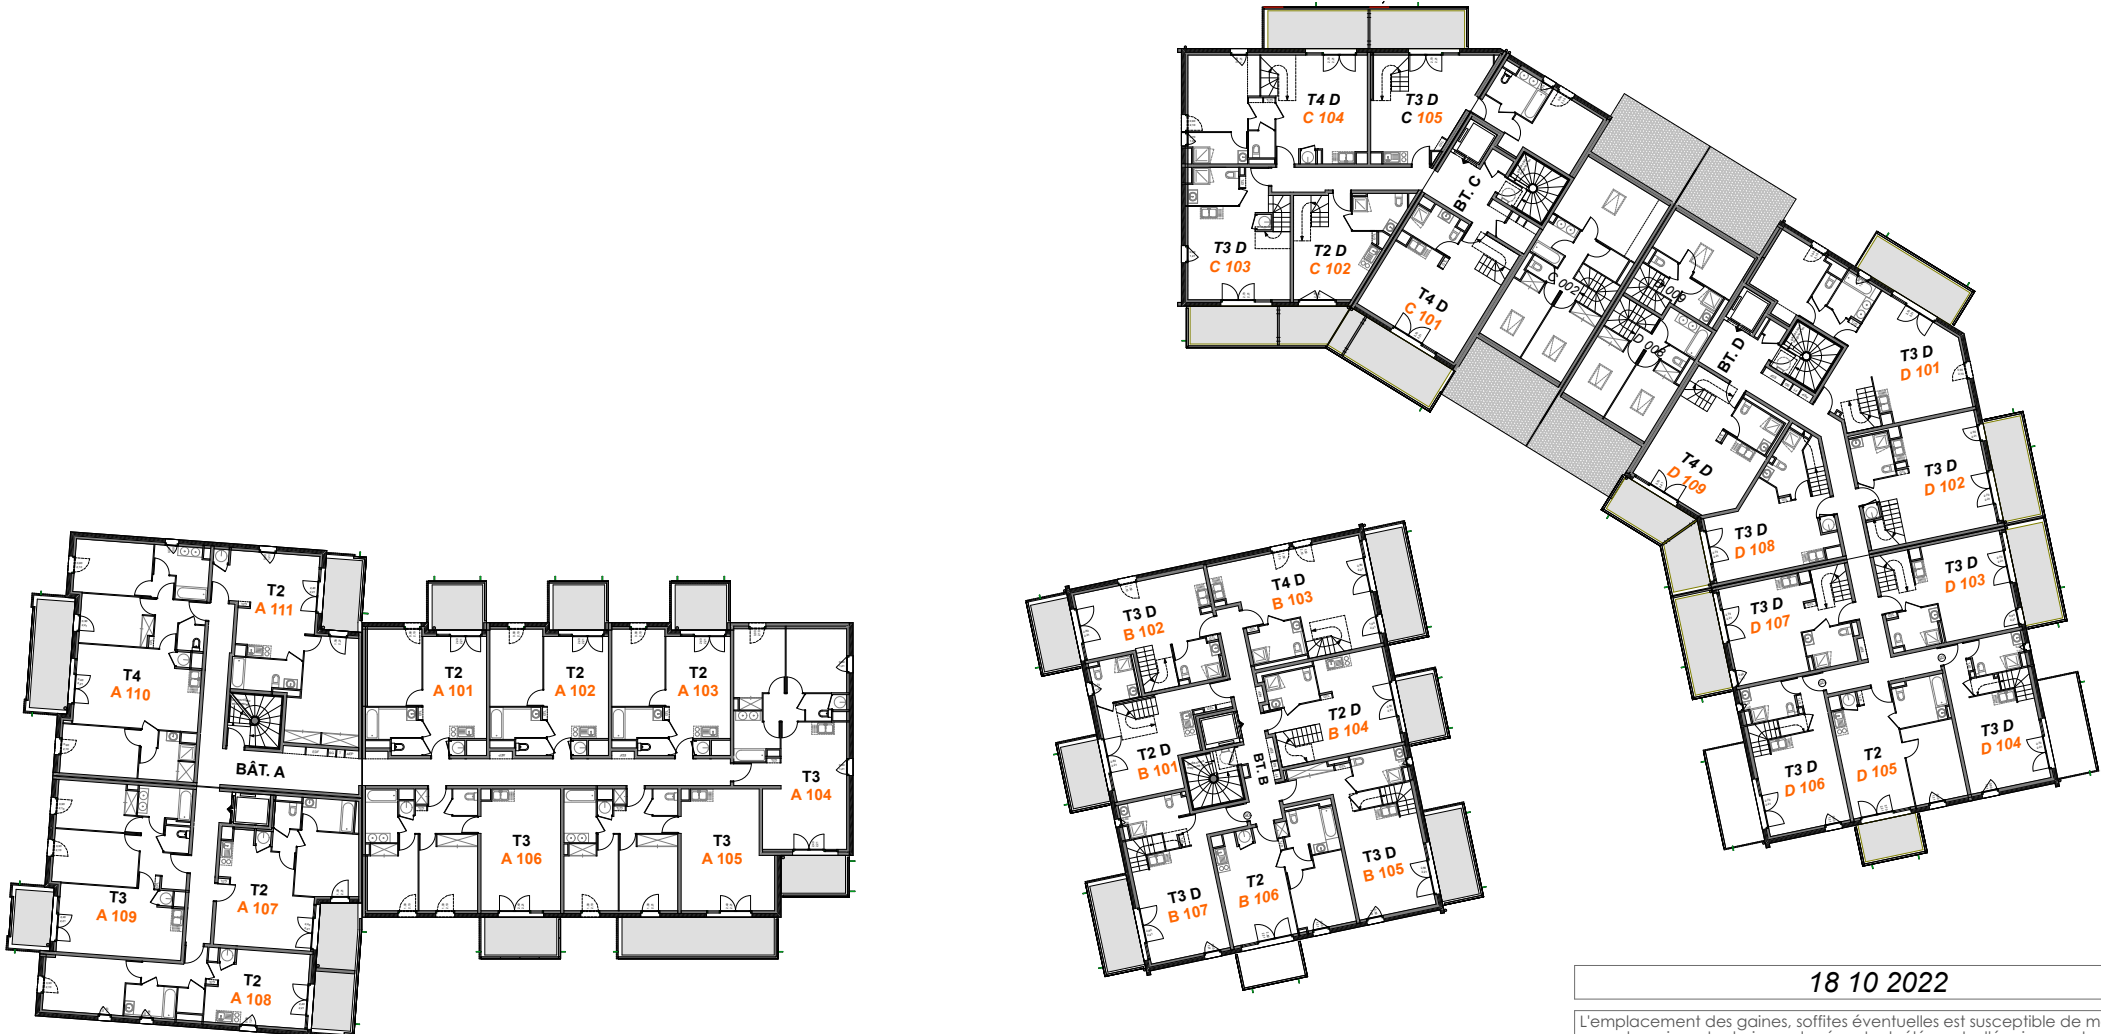 T4 D
C 104
T3 D
C 105
BT. C
T3 D
C 103
T2 D
C 102
T4 D
C 101
C 002
D 009
D 008
BT. D
T3 D
D 101
T4 D
D 109
T3 D
D 102
T3 D
D 108
T3 D
D 103
T3 D
D 107
T3 D
D 104
T2
D 105
T3 D
D 106
T4 D
B 103
T3 D
B 102
T2 D
B 104
T2 D
B 101
BT. B
T3 D
B 105
T2
B 106
T3 D
B 107
T2
A 111
T4
A 110
T2
A 101
T2
A 102
T2
A 103
BÂT. A
T3
A 104
T3
A 106
T3
A 105
T3
A 109
T2
A 107
T2
A 108
18 10 2022
L'emplacement des gaines, soffites éventuelles est susceptible de m